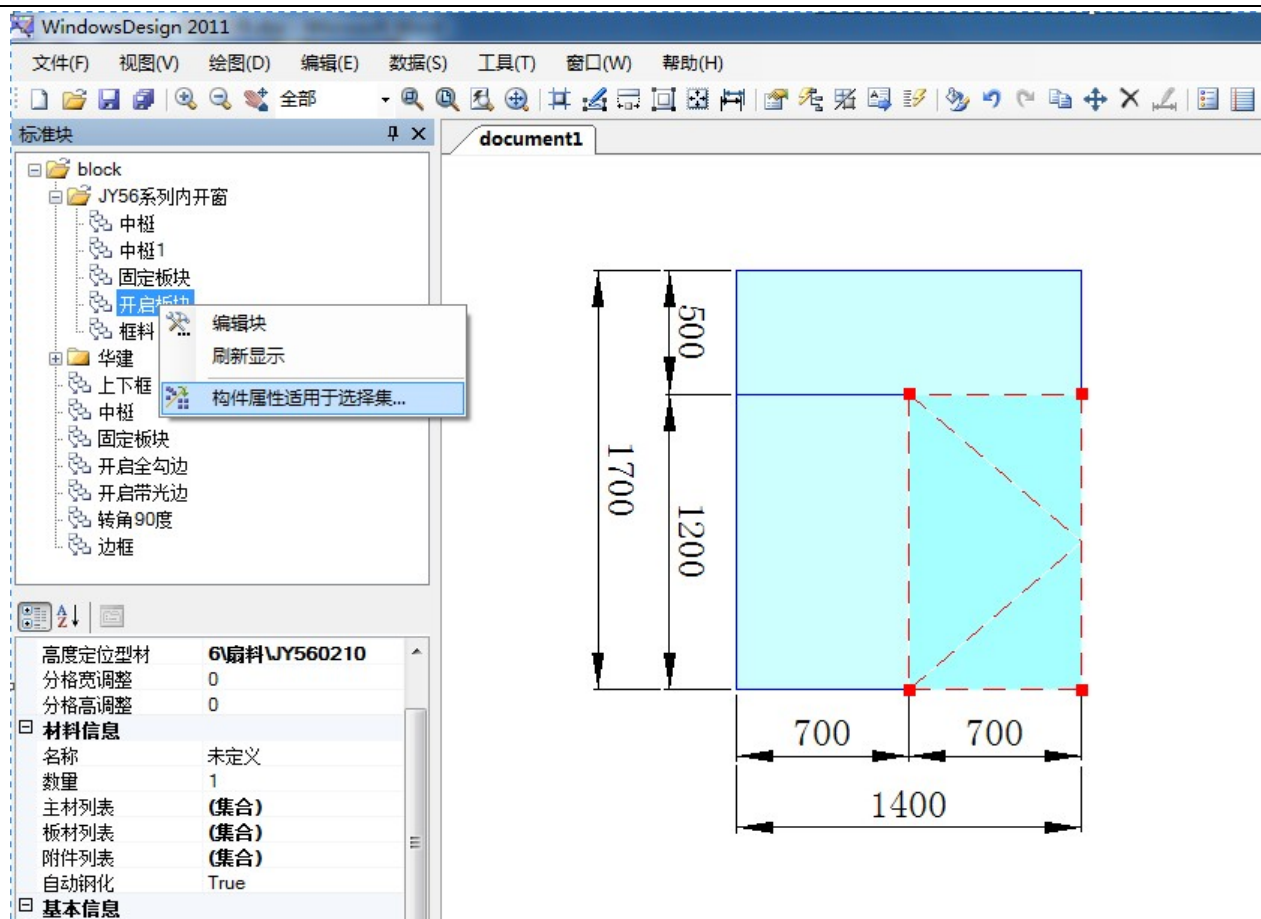 WindowsDesign 2011
文件(F) 视图(V) 绘图(D) 编辑(E) 数据(S) 工具(T) 窗口(W) 帮助(H)
全部
标准块
document1
block
JY56系列内开窗
中梃
中梃1
固定板块
开启板块
框料
华建
上下框
中梃
固定板块
开启全勾边
开启带光边
转角90度
边框
编辑块
刷新显示
构件属性适用于选择集...
高度定位型材 6\扇料\JY560210
分格宽调整 0
分格高调整 0
材料信息
名称 未定义
数量 1
主材列表 (集合)
板材列表 (集合)
附件列表 (集合)
自动钢化 True
基本信息
500
1700
1200
700 700
1400